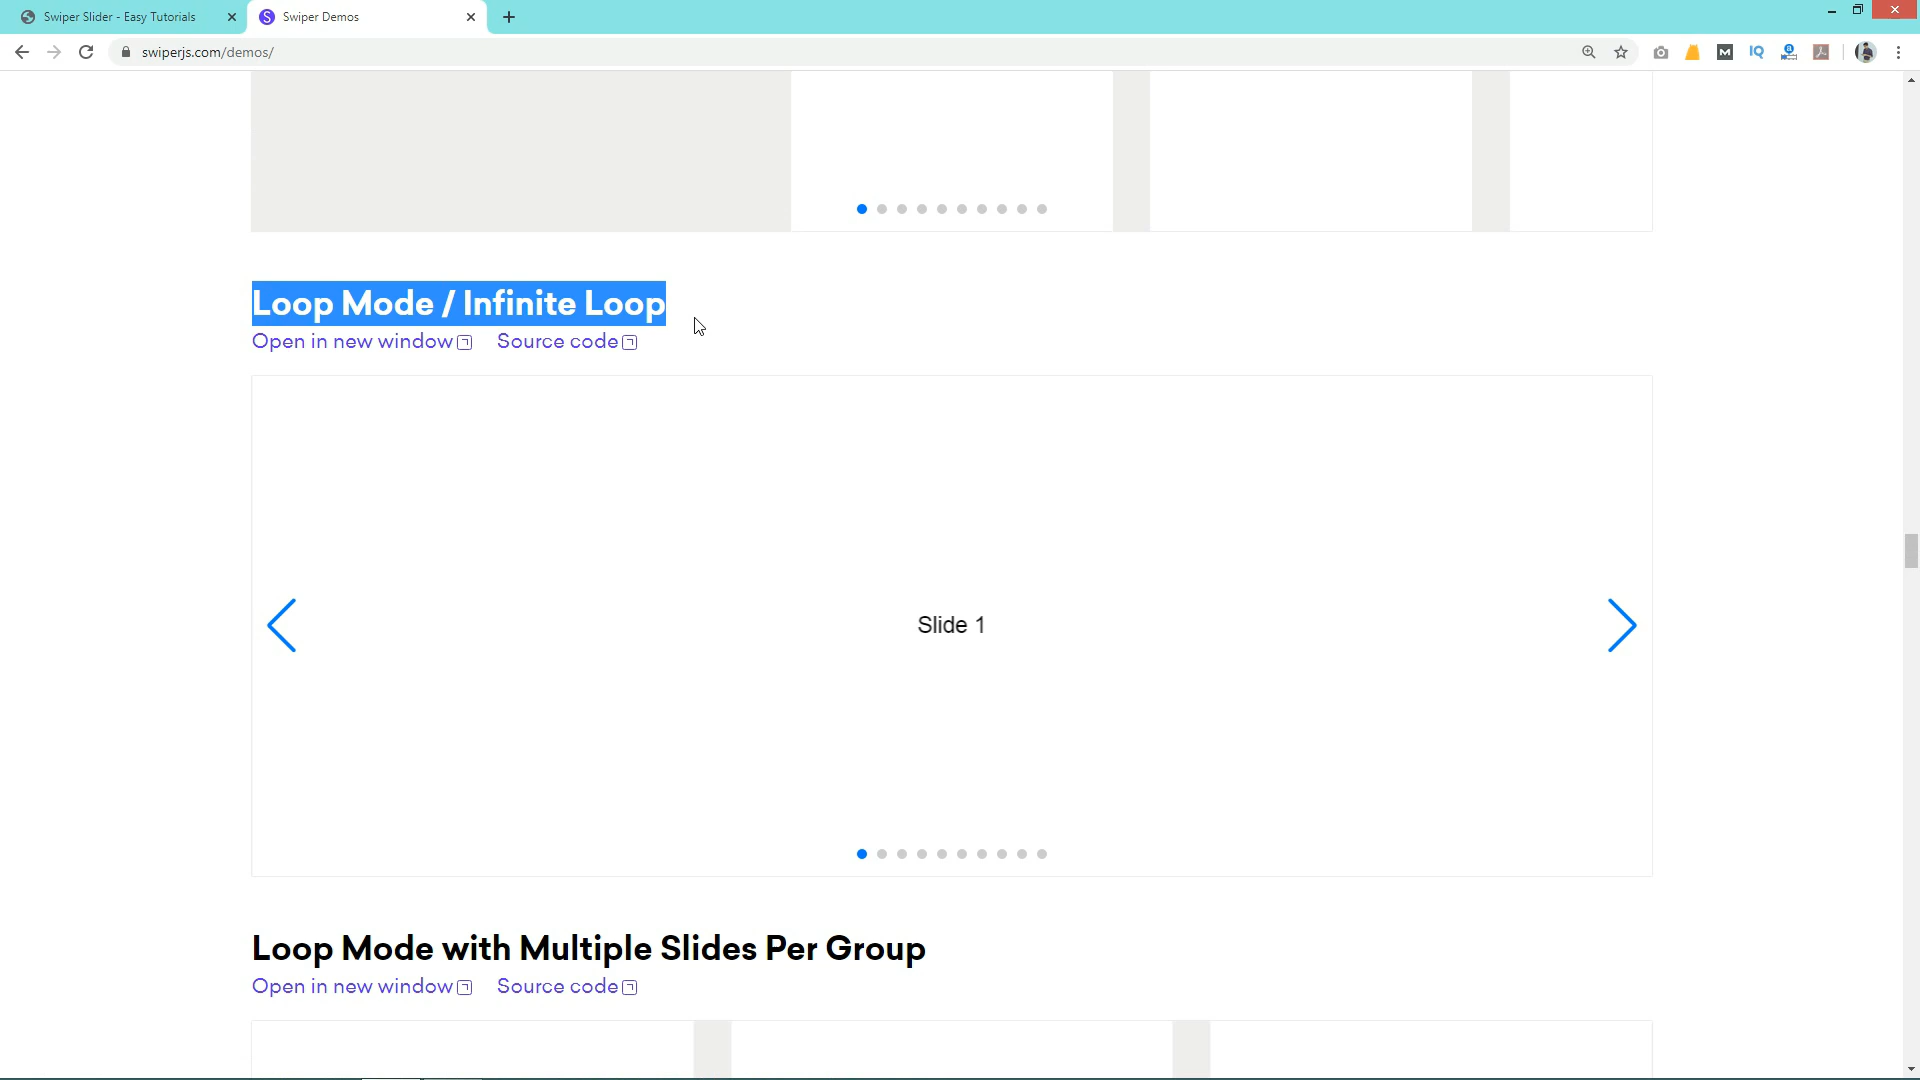 Swiper Slider - Easy Tutorials
Swiper Demos
swiperjs.com/demos/
M
IQ
a
Loop Mode / Infinite Loop
Open in new window Source code
Slide 1
Loop Mode with Multiple Slides Per Group
Open in new window Source code